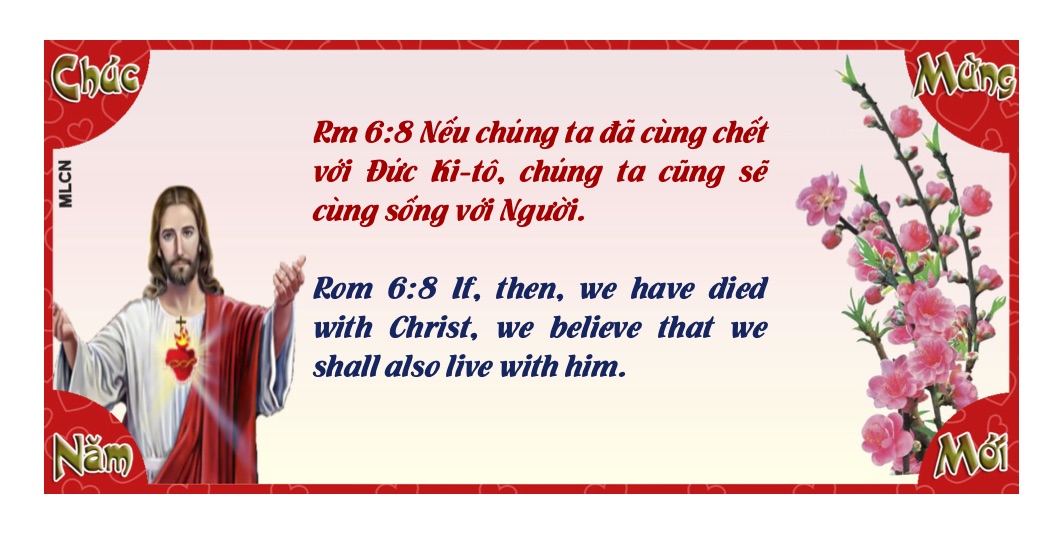 Chúc
Mừng
MLCN
Rm 6:8 Nếu chúng ta đã cùng chết
với Đức Ki-tô, chúng ta cũng sẽ
cùng sống với Người.
Rom 6:8 If, then, we have died
with Christ, we believe that we
shall also live with him.
Năm
Mới